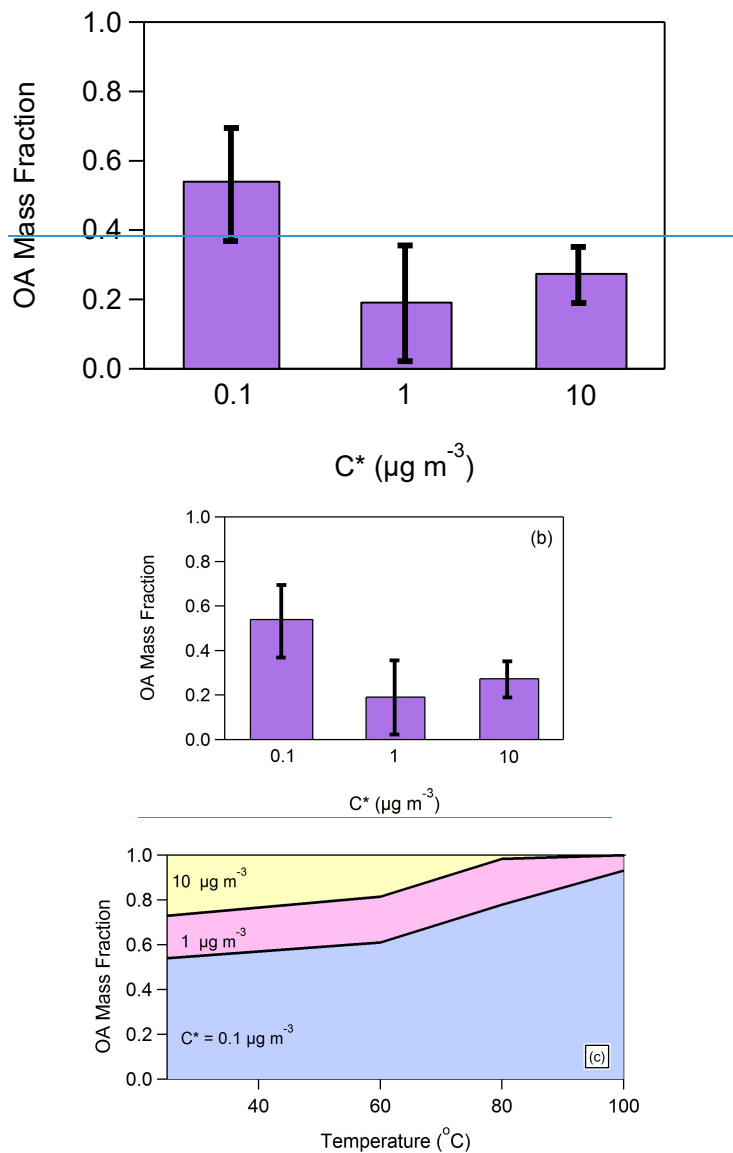 1.0
0.8
0.6
0.4
0.2
0.0
OA Mass Fraction
0.1 1 10
C* (µg m-3)
1.0
0.8
0.6
0.4
0.2
0.0
OA Mass Fraction
(b)
0.1 1 10
C* (µg m-3)
1.0
0.8
0.6
0.4
0.2
0.0
OA Mass Fraction
10 µg m-3
1 µg m-3
C* = 0.1 µg m-3
(c)
40 60 80 100
Temperature (oC)